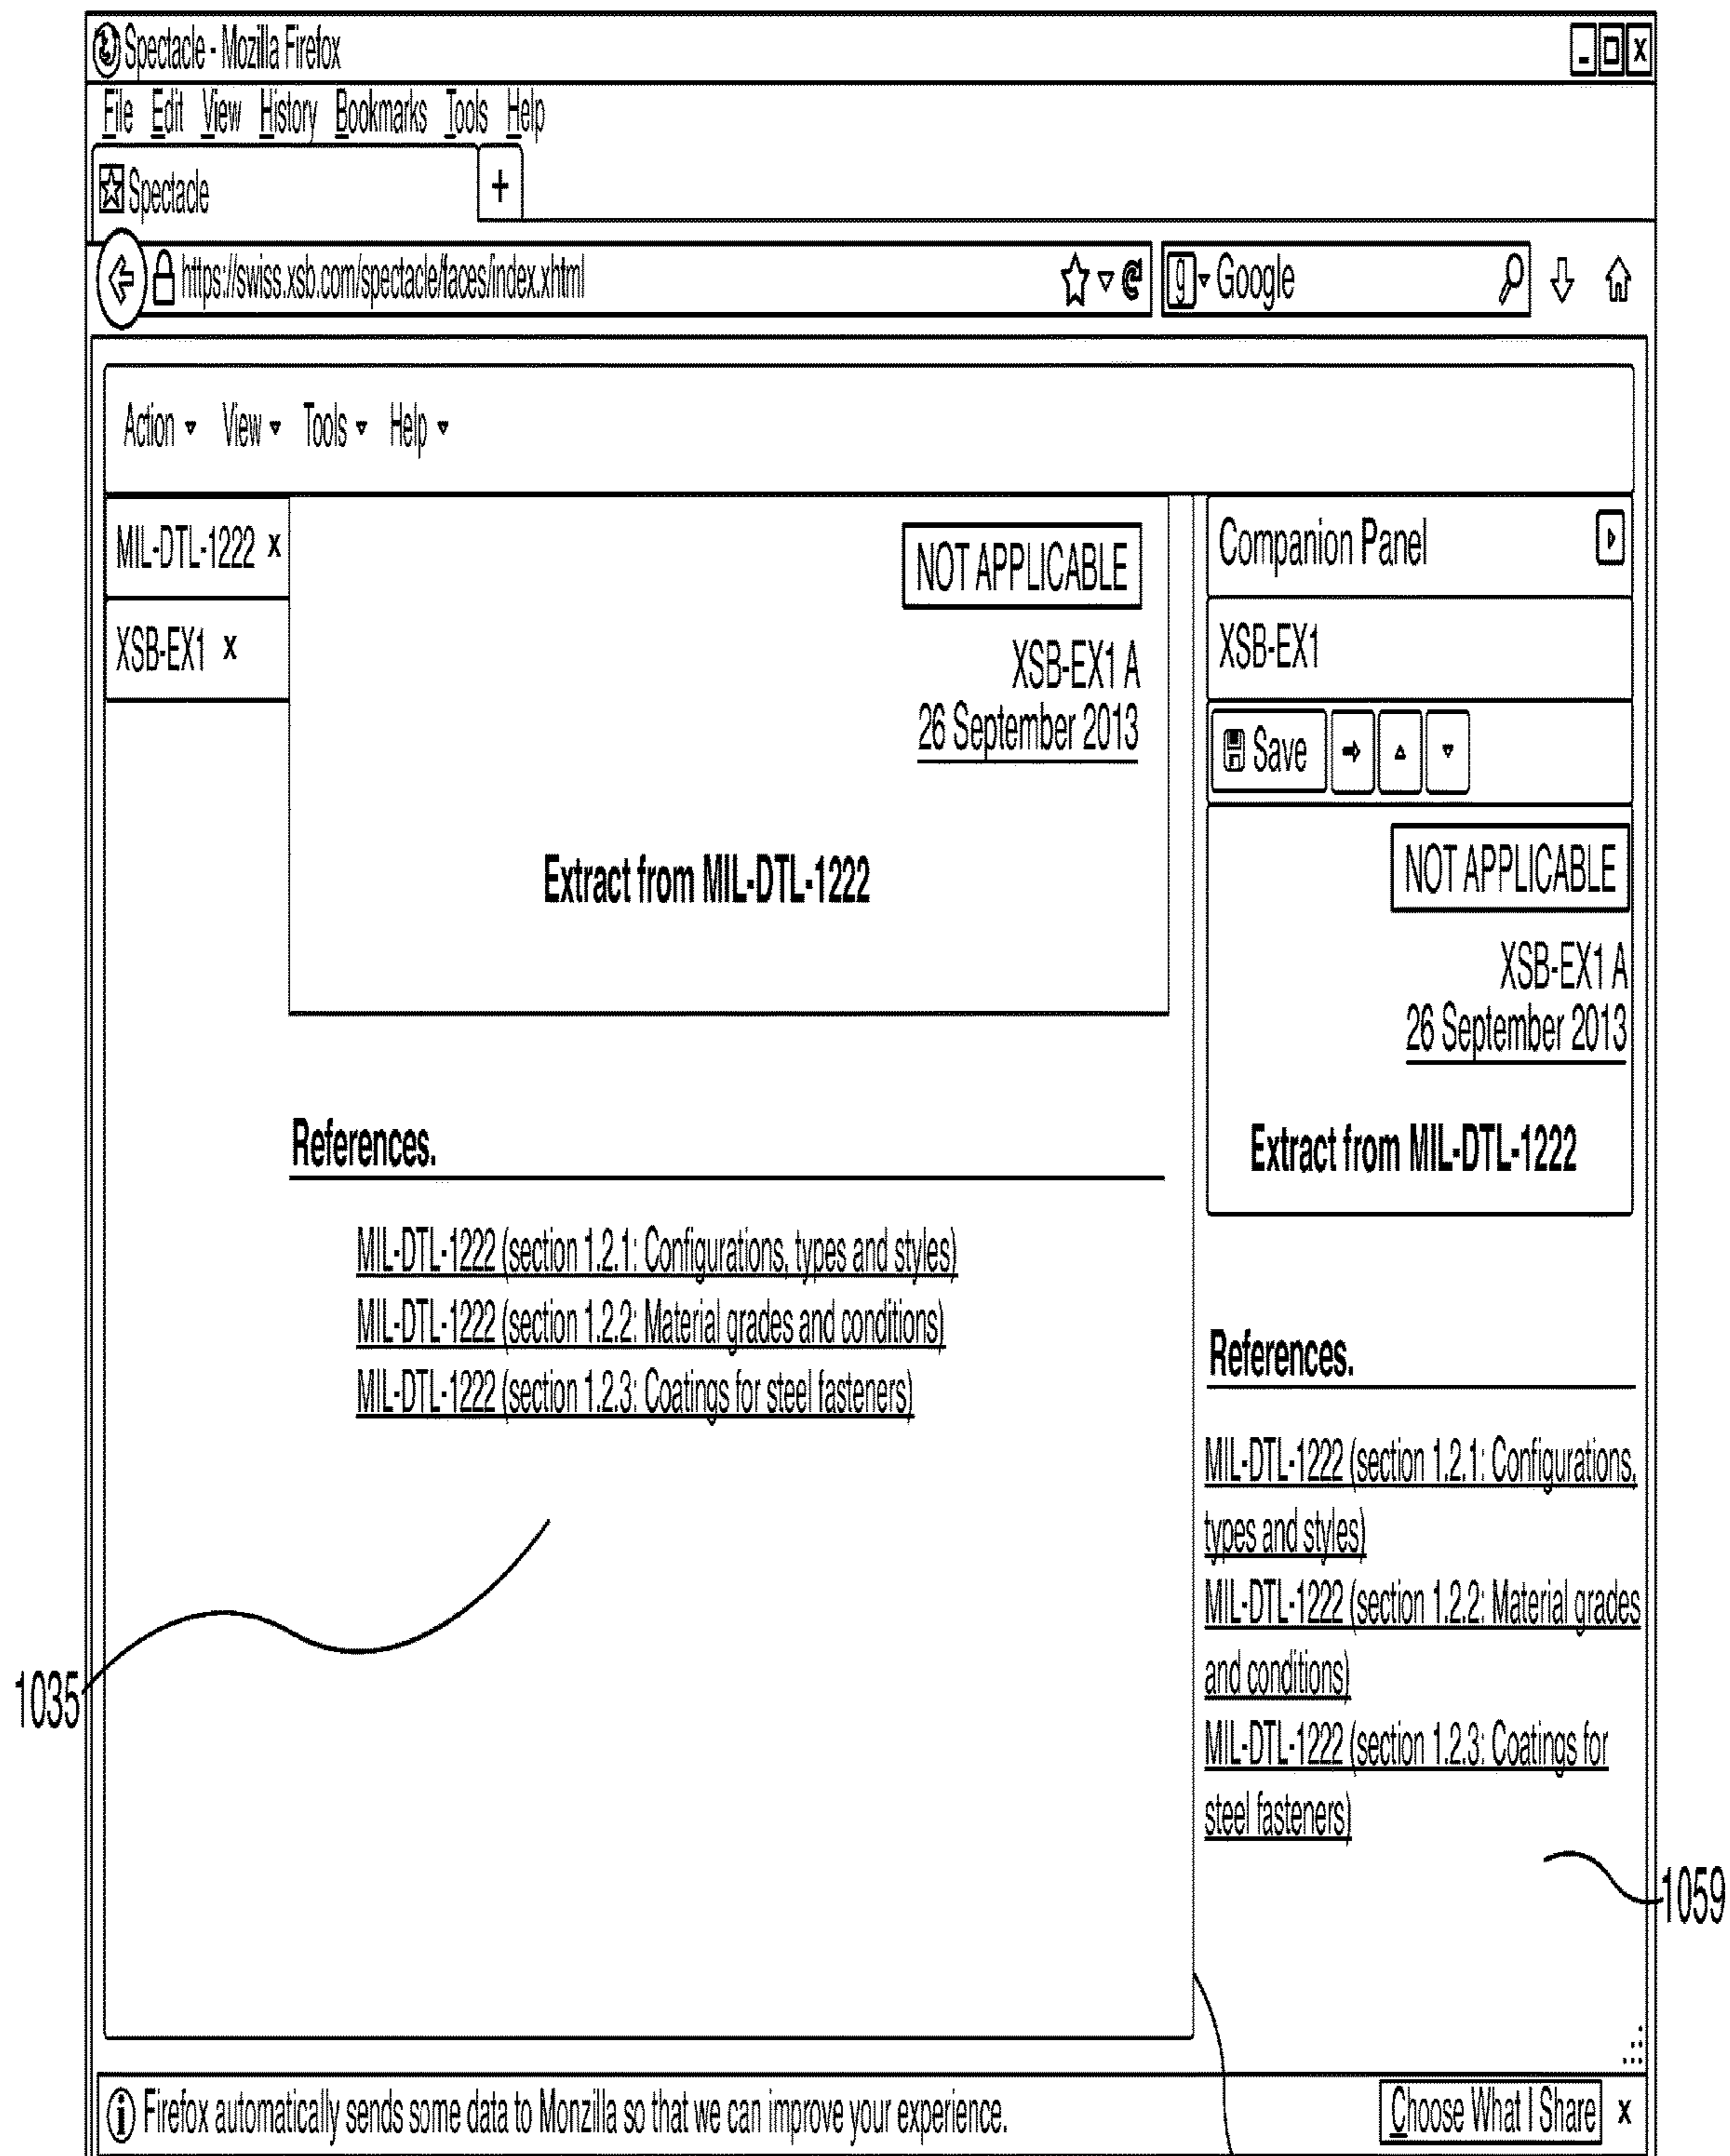 Spectacle - Mozilla Firefox
File Edit View History Bookmarks Tools Help
Spectacle +
https://swiss.xsb.com/spectacle/faces/index.xhtml
g Google
Action View Tools Help
MIL-DTL-1222 x
XSB-EX1 x
NOT APPLICABLE
XSB-EX1 A
26 September 2013
Extract from MIL-DTL-1222
References.
MIL-DTL-1222 (section 1.2.1: Configurations, types and styles)
MIL-DTL-1222 (section 1.2.2: Material grades and conditions)
MIL-DTL-1222 (section 1.2.3: Coatings for steel fasteners)
1035
Companion Panel
XSB-EX1
Save
NOT APPLICABLE
XSB-EX1 A
26 September 2013
Extract from MIL-DTL-1222
References.
MIL-DTL-1222 (section 1.2.1: Configurations,
types and styles)
MIL-DTL-1222 (section 1.2.2: Material grades
and conditions)
MIL-DTL-1222 (section 1.2.3: Coatings for
steel fasteners)
1059
Firefox automatically sends some data to Monzilla so that we can improve your experience.
Choose What I Share x